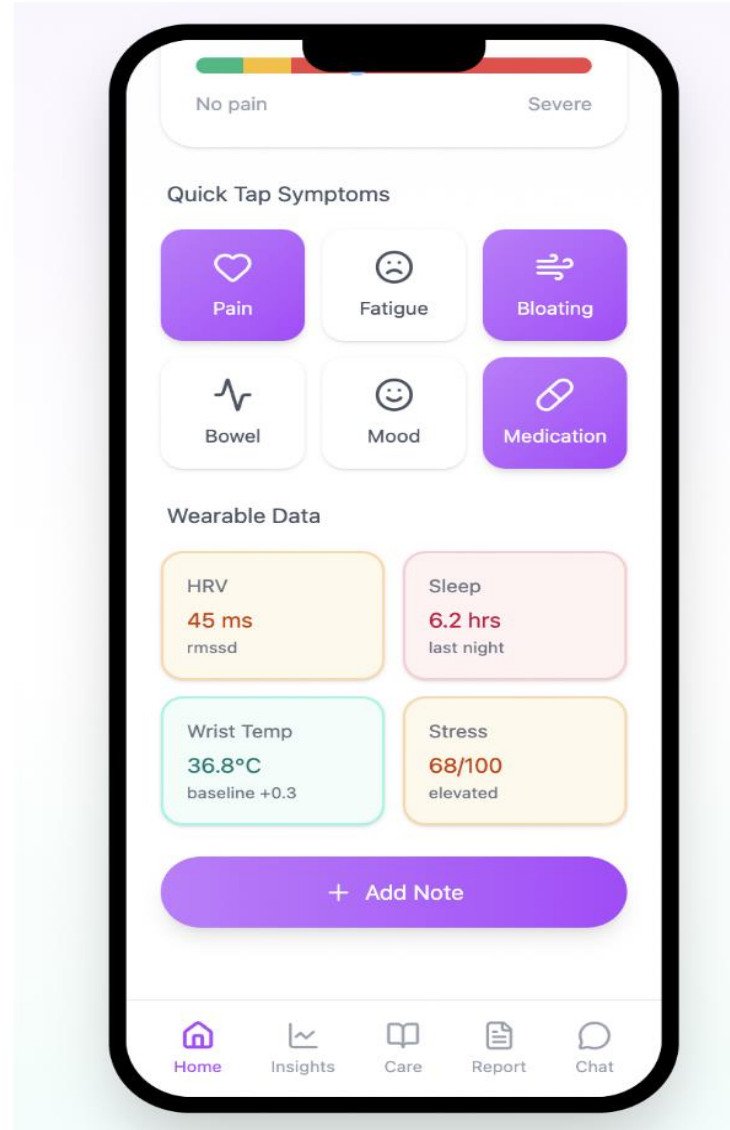 No pain Severe
Quick Tap Symptoms
Pain Fatigue Bloating
Bowel Mood Medication
Wearable Data
HRV Sleep
45 ms 6.2 hrs
rmssd last night
Wrist Temp Stress
36.8°C 68/100
baseline +0.3 elevated
+ Add Note
Home Insights Care Report Chat